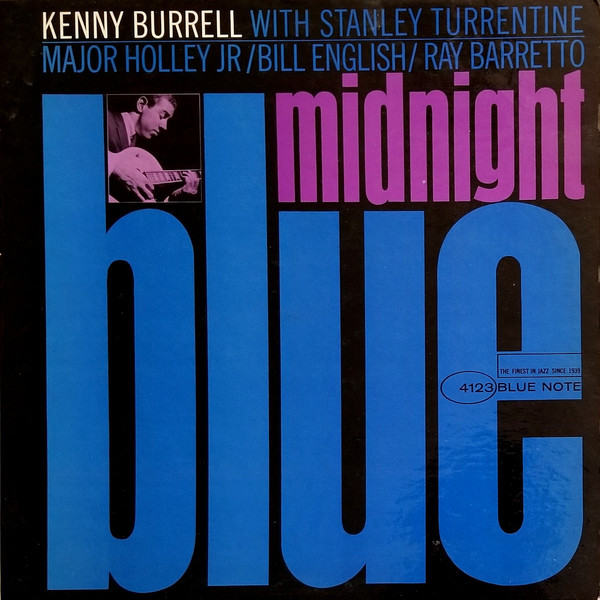 KENNY BURRELL WITH STANLEY TURRENTINE
MAJOR HOLLEY JR / BILL ENGLISH / RAY BARRETTO
midnight
blue
THE FINEST IN JAZZ SINCE 1939
4123 BLUE NOTE